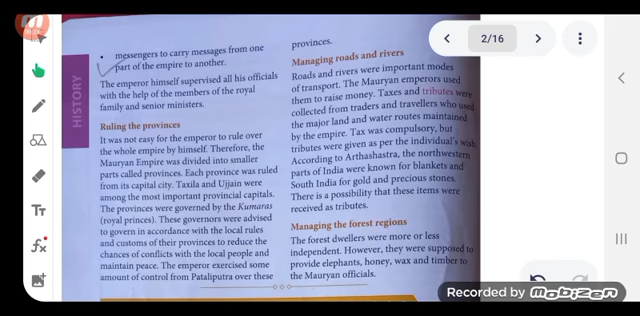 2/16
HISTORY
• messengers to carry messages from one
part of the empire to another.
The emperor himself supervised all his officials
with the help of the members of the royal
family and senior ministers.
Ruling the provinces
It was not easy for the emperor to rule over
the whole empire by himself. Therefore, the
Mauryan Empire was divided into smaller
parts called provinces. Each province was ruled
from its capital city. Taxila and Ujjain were
among the most important provincial capitals.
The provinces were governed by the Kumaras
(royal princes). These governors were advised
to govern in accordance with the local rules
and customs of their provinces to reduce the
chances of conflicts with the local people and
maintain peace. The emperor exercised some
amount of control from Pataliputra over these
provinces.
Managing roads and rivers
Roads and rivers were important modes
of transport. The Mauryan emperors used
them to raise money. Taxes and tributes were
collected from traders and travellers who used
the major land and water routes maintained
by the empire. Tax was compulsory, but
tributes were given as per the individual's wish.
According to Arthashastra, the northwestern
parts of India were known for blankets and
South India for gold and precious stones.
There is a possibility that these items were
received as tributes.
Managing the forest regions
The forest dwellers were more or less
independent. However, they were supposed to
provide elephants, honey, wax and timber to
the Mauryan officials.
Tт
fx
Recorded by mobizen